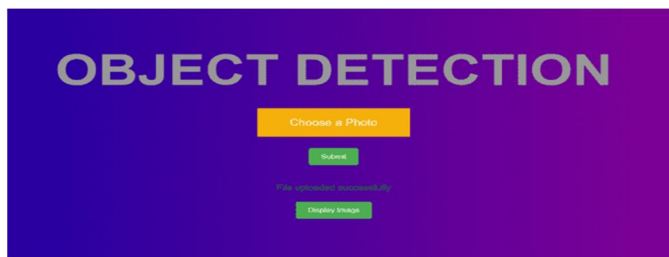 OBJECT DETECTION
Choose a Photo
Submit
File uploaded successfully
Display Image